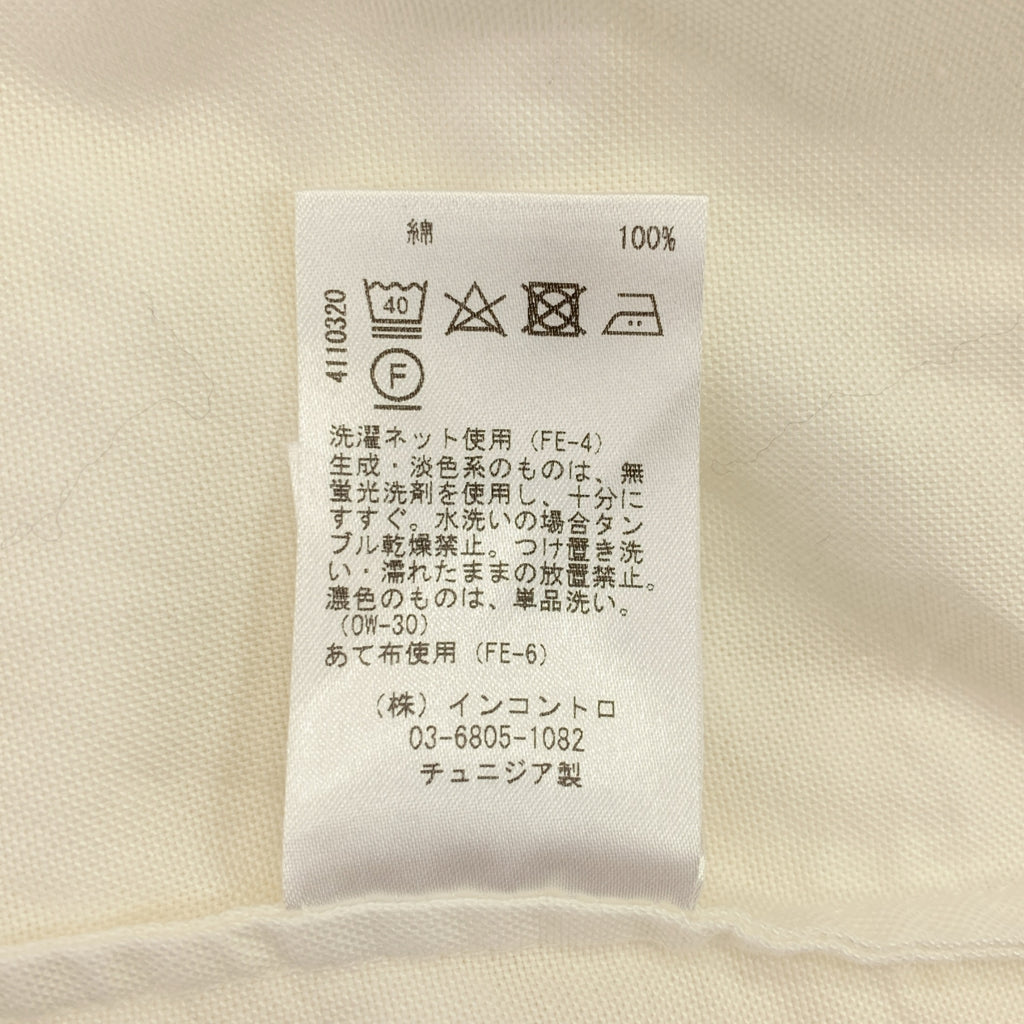 綿 100%
4110320
40
F
洗濯ネット使用（FE-4）
生成・淡色系のものは、無
蛍光洗剤を使用し、十分に
すすぐ。水洗いの場合タン
ブル乾燥禁止。つけ置き洗
い・濡れたままの放置禁止。
濃色のものは、単品洗い。
（OW-30）
あて布使用（FE-6）
（株）インコントロ
03-6805-1082
チュニジア製